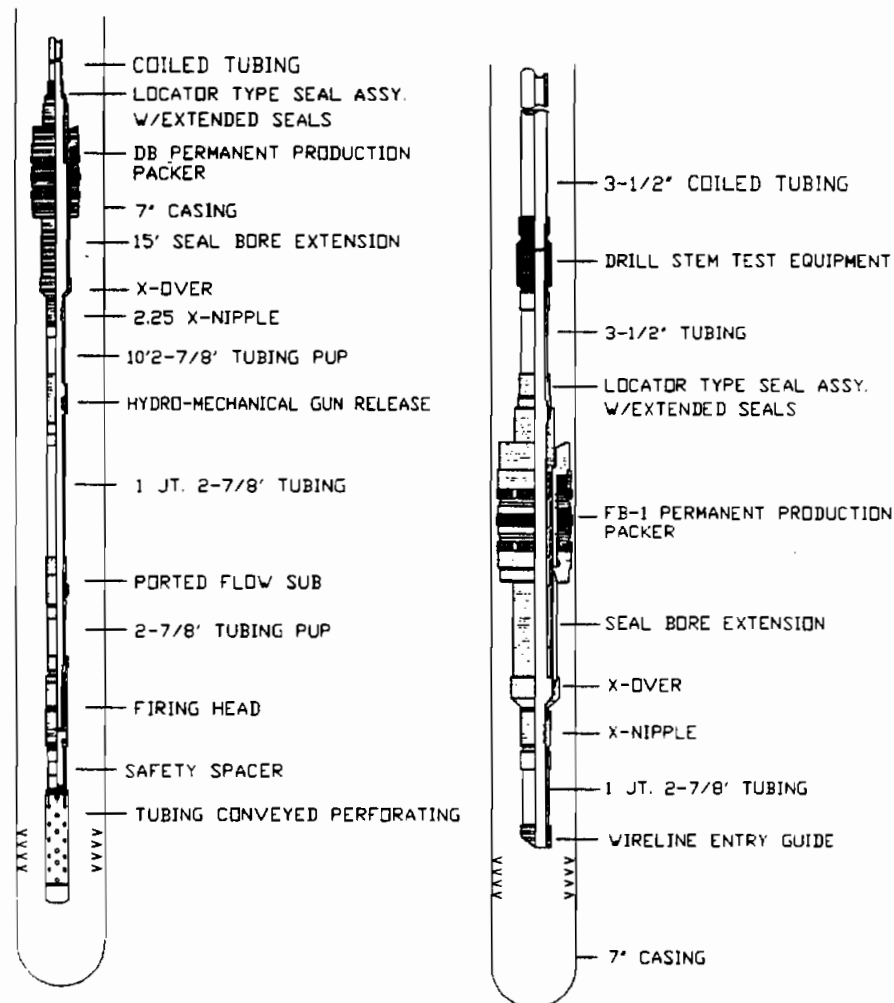 COILED TUBING
LOCATOR TYPE SEAL ASSY.
W/EXTENDED SEALS
DB PERMANENT PRODUCTION
PACKER
7" CASING
15' SEAL BORE EXTENSION
X-OVER
2.25 X-NIPPLE
10'2-7/8' TUBING PUP
HYDRO-MECHANICAL GUN RELEASE
1 JT. 2-7/8' TUBING
PORTED FLOW SUB
2-7/8' TUBING PUP
FIRING HEAD
SAFETY SPACER
TUBING CONVEYED PERFORATING
3-1/2" COILED TUBING
DRILL STEM TEST EQUIPMENT
3-1/2" TUBING
LOCATOR TYPE SEAL ASSY.
W/EXTENDED SEALS
FB-1 PERMANENT PRODUCTION
PACKER
SEAL BORE EXTENSION
X-OVER
X-NIPPLE
1 JT. 2-7/8' TUBING
WIRELINE ENTRY GUIDE
7" CASING